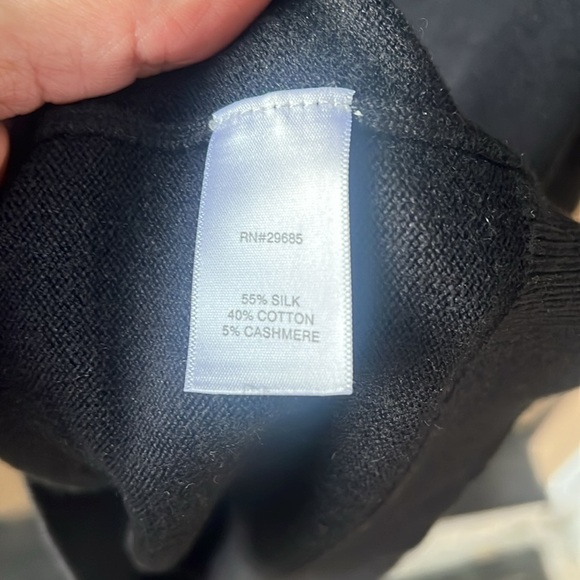 RN#29685
55% SILK
40% COTTON
5% CASHMERE